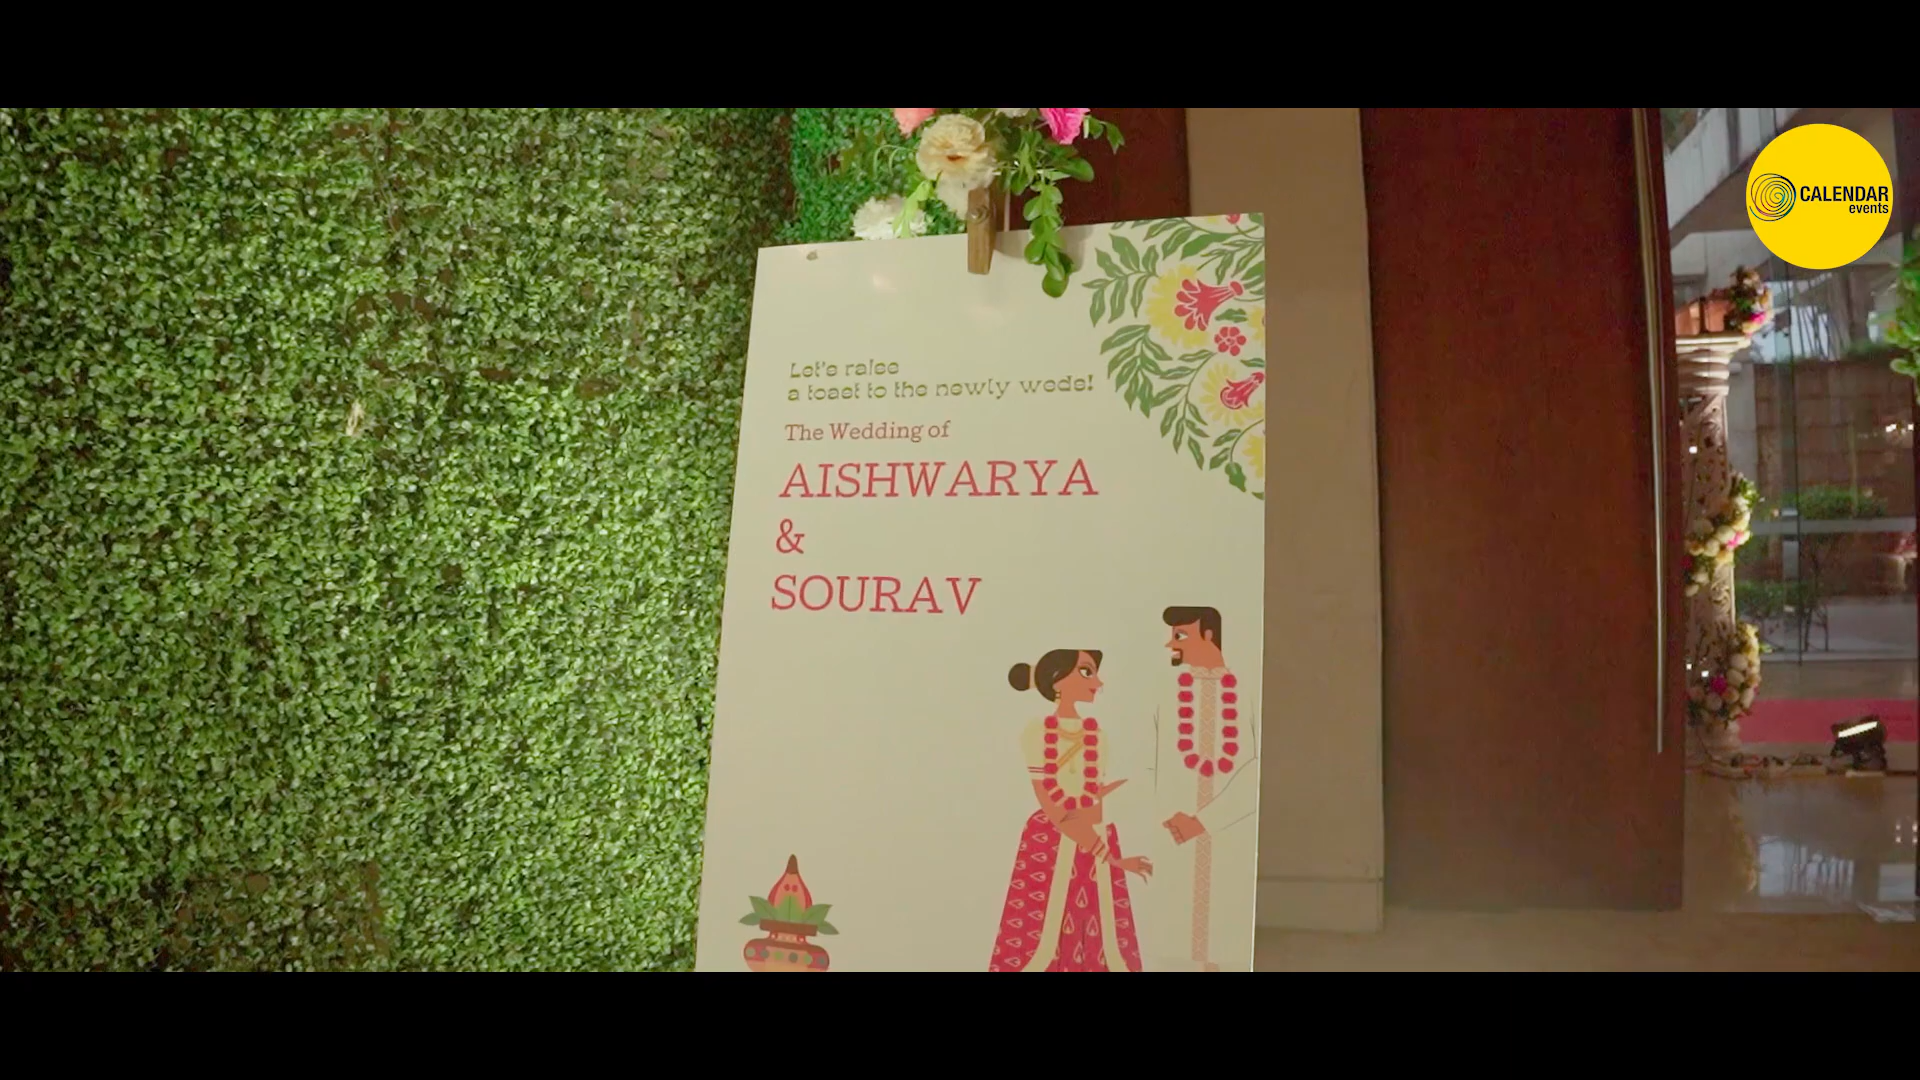 Let's raise
a toast to the newly weds!
The Wedding of
AISHWARYA
&
SOURAV
CALENDAR
events